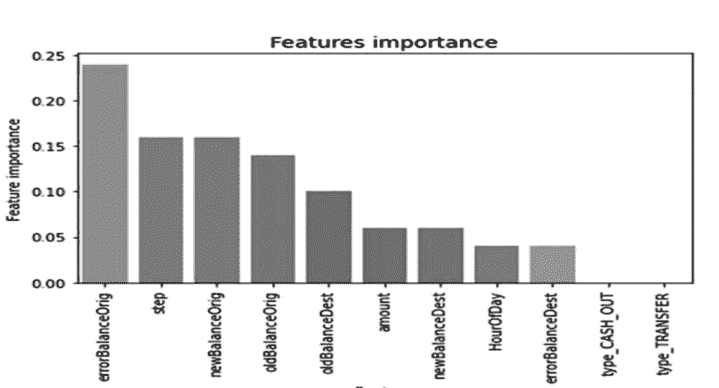 Features importance
Feature importance
0.25
0.20
0.15
0.10
0.05
0.00
errorBalanceOrig
step
newBalanceOrig
oldBalanceOrig
oldBalanceDest
amount
newBalanceDest
HourOfDay
errorBalanceDest
type_CASH_OUT
type_TRANSFER